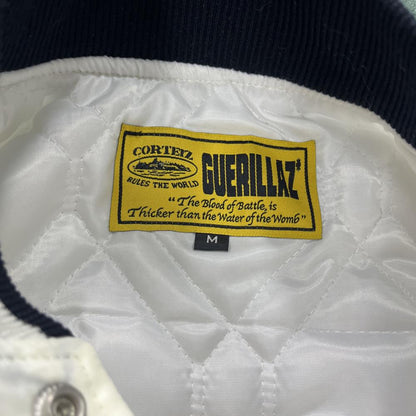 CORTEIZ
RULES THE WORLD
GUERILLAZ
"The Blood of Battle, is
Thicker than the Water of the Womb"
M